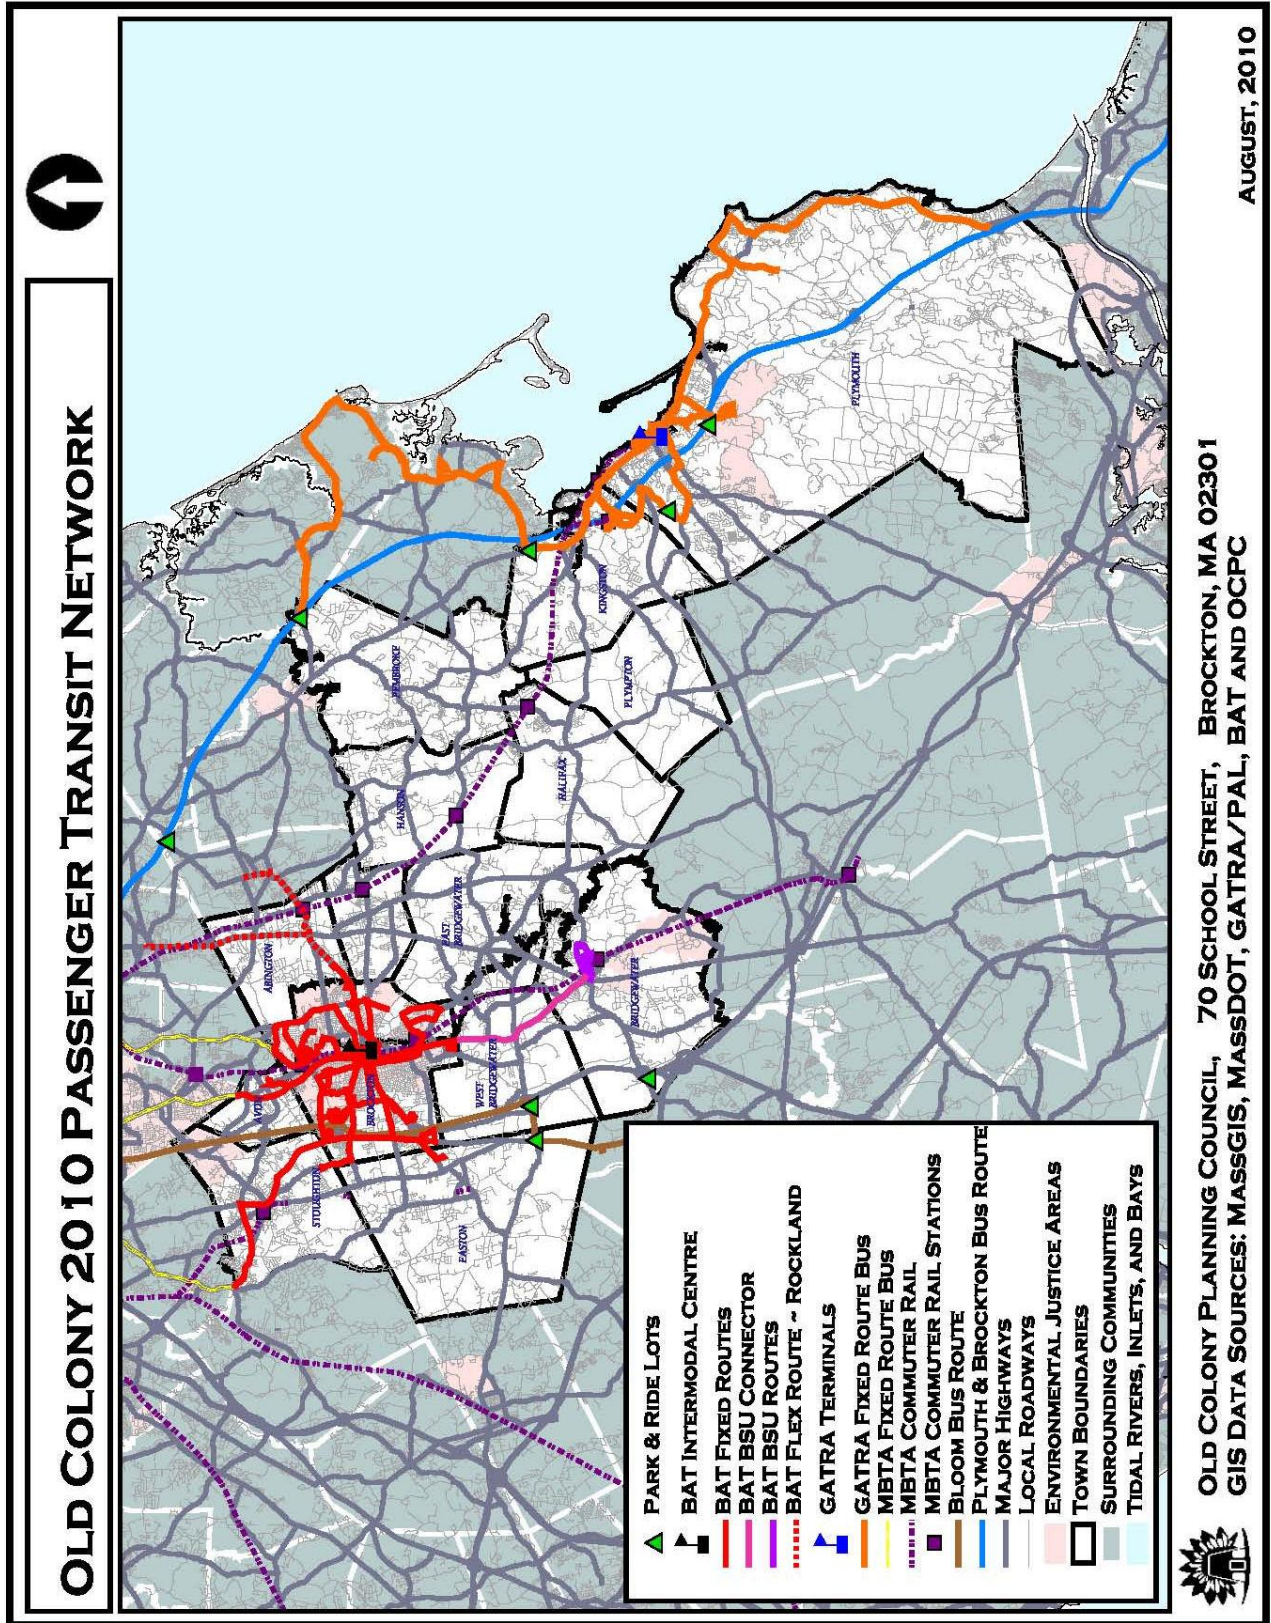 OLD COLONY 2010 PASSENGER TRANSIT NETWORK
ABINGTON
AVON
STOUGHTON
BROCKTON
EASTON
WEST
BRIDGEWATER
EAST
BRIDGEWATER
BRIDGEWATER
HANSON
PEMBROKE
HALIFAX
PLYMPTON
KINGSTON
PLYMOUTH
PARK & RIDE LOTS
BAT INTERMODAL CENTRE
BAT FIXED ROUTES
BAT BSU CONNECTOR
BAT BSU ROUTES
BAT FLEX ROUTE ~ ROCKLAND
GATRA TERMINALS
GATRA FIXED ROUTE BUS
MBTA FIXED ROUTE BUS
MBTA COMMUTER RAIL
MBTA COMMUTER RAIL STATIONS
BLOOM BUS ROUTE
PLYMOUTH & BROCKTON BUS ROUTE
MAJOR HIGHWAYS
LOCAL ROADWAYS
ENVIRONMENTAL JUSTICE AREAS
TOWN BOUNDARIES
SURROUNDING COMMUNITIES
TIDAL RIVERS, INLETS, AND BAYS
OLD COLONY PLANNING COUNCIL, 70 SCHOOL STREET, BROCKTON, MA 02301
GIS DATA SOURCES: MASSGIS, MASSDOT, GATRA/PAL, BAT AND OCPC
AUGUST, 2010